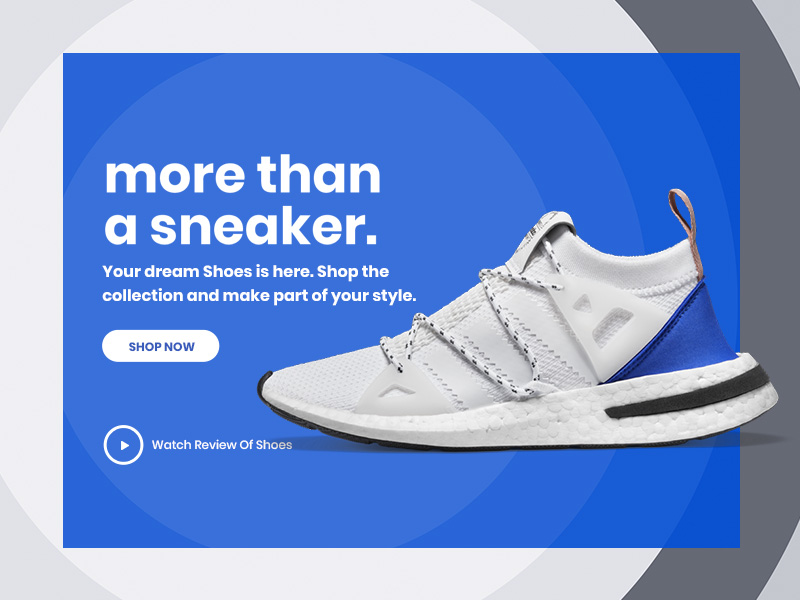 more than
a sneaker.
Your dream Shoes is here. Shop the
collection and make part of your style.
SHOP NOW
Watch Review Of Shoes